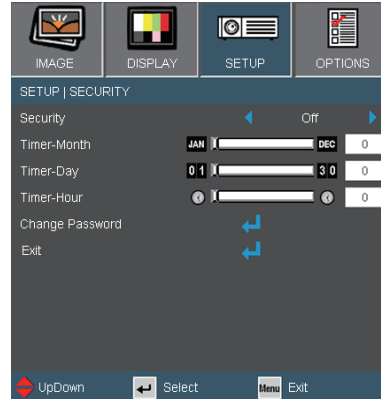 IMAGE DISPLAY SETUP OPTIONS
SETUP | SECURITY
Security Off
Timer-Month JAN DEC 0
Timer-Day 01 30 0
Timer-Hour 0
Change Password
Exit
UpDown Select Menu Exit